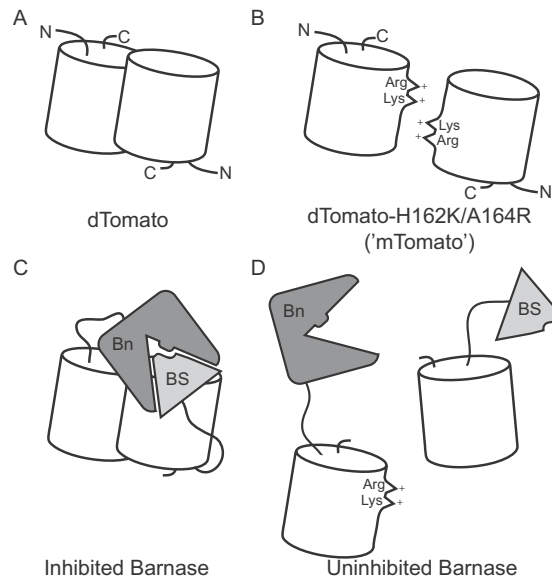 A
N
C
C
N
dTomato
B
N
C
Arg +
Lys +
+ Lys
+ Arg
C
N
dTomato-H162K/A164R
('mTomato')
C
Bn
BS
Inhibited Barnase
D
Bn
BS
Arg +
Lys +
Uninhibited Barnase